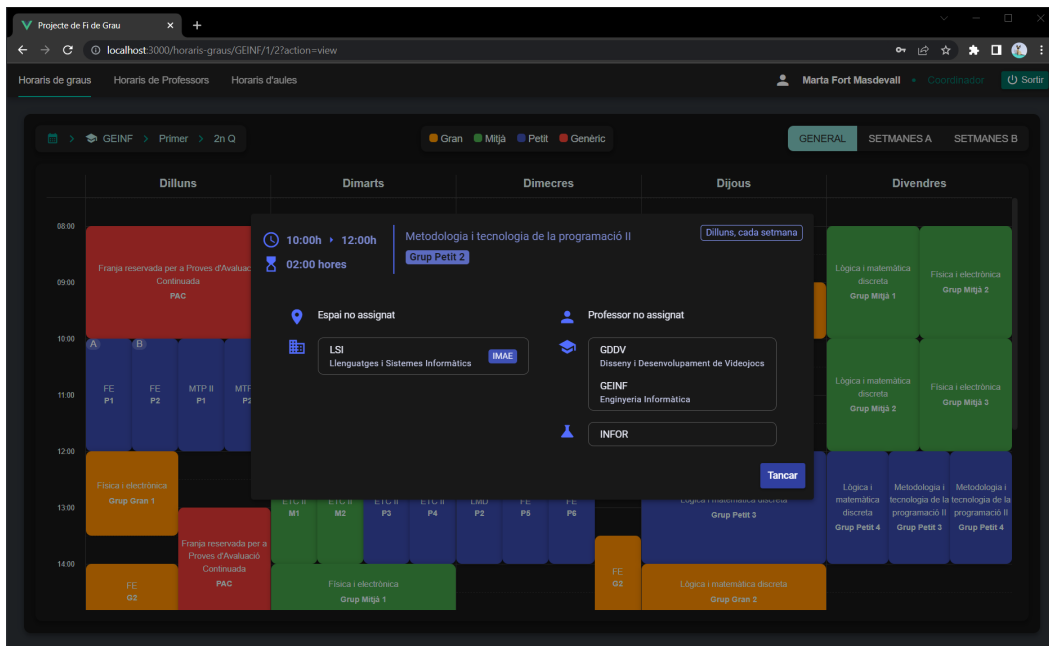 Projecte de Fi de Grau
localhost:3000/horaris-graus/GEINF/1/2?action=view
Horaris de graus
Horaris de Professors
Horaris d'aules
Marta Fort Masdevall
Coordinador
Sortir
GEINF > Primer > 2n Q
Gran
Mitjà
Petit
Genèric
GENERAL
SETMANES A
SETMANES B
Dilluns
Dimarts
Dimecres
Dijous
Divendres
08:00
09:00
10:00
11:00
12:00
13:00
14:00
Franja reservada per a Proves d'Avaluac
Continuada
PAC
A
B
FE
P1
FE
P2
MTP II
P1
MTP
P2
Física i electrònica
Grup Gran 1
Franja reservada per a
Proves d'Avaluació
Continuada
PAC
FE
G2
10:00h
12:00h
02:00 hores
Metodologia i tecnologia de la programació II
Grup Petit 2
Dilluns, cada setmana
Espai no assignat
LSI
Llenguatges i Sistemes Informàtics
IMAE
Professor no assignat
GDDV
Disseny i Desenvolupament de Videojocs
GEINF
Enginyeria Informàtica
INFOR
Tancar
ETC II
M1
ETC II
M2
ETC II
P3
ETC II
P4
LMD
P2
FE
P5
FE
P6
Física i electrònica
Grup Mitjà 1
FE
G2
Lògica i matemàtica discreta
Grup Petit 3
Lògica i matemàtica discreta
Grup Gran 2
Lògica i matemàtica
discreta
Grup Mitjà 1
Física i electrònica
Grup Mitjà 2
Lògica i matemàtica
discreta
Grup Mitjà 2
Física i electrònica
Grup Mitjà 3
Lògica i
matemàtica
discreta
Grup Petit 4
Metodologia i
tecnologia de la
programació II
Grup Petit 3
Metodologia i
tecnologia de la
programació II
Grup Petit 4